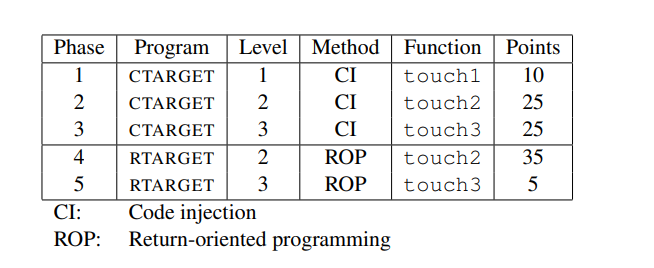 Phase Program Level Method Function Points
1 CTARGET 1 CI touch1 10
2 CTARGET 2 CI touch2 25
3 CTARGET 3 CI touch3 25
4 RTARGET 2 ROP touch2 35
5 RTARGET 3 ROP touch3 5
CI: Code injection
ROP: Return-oriented programming